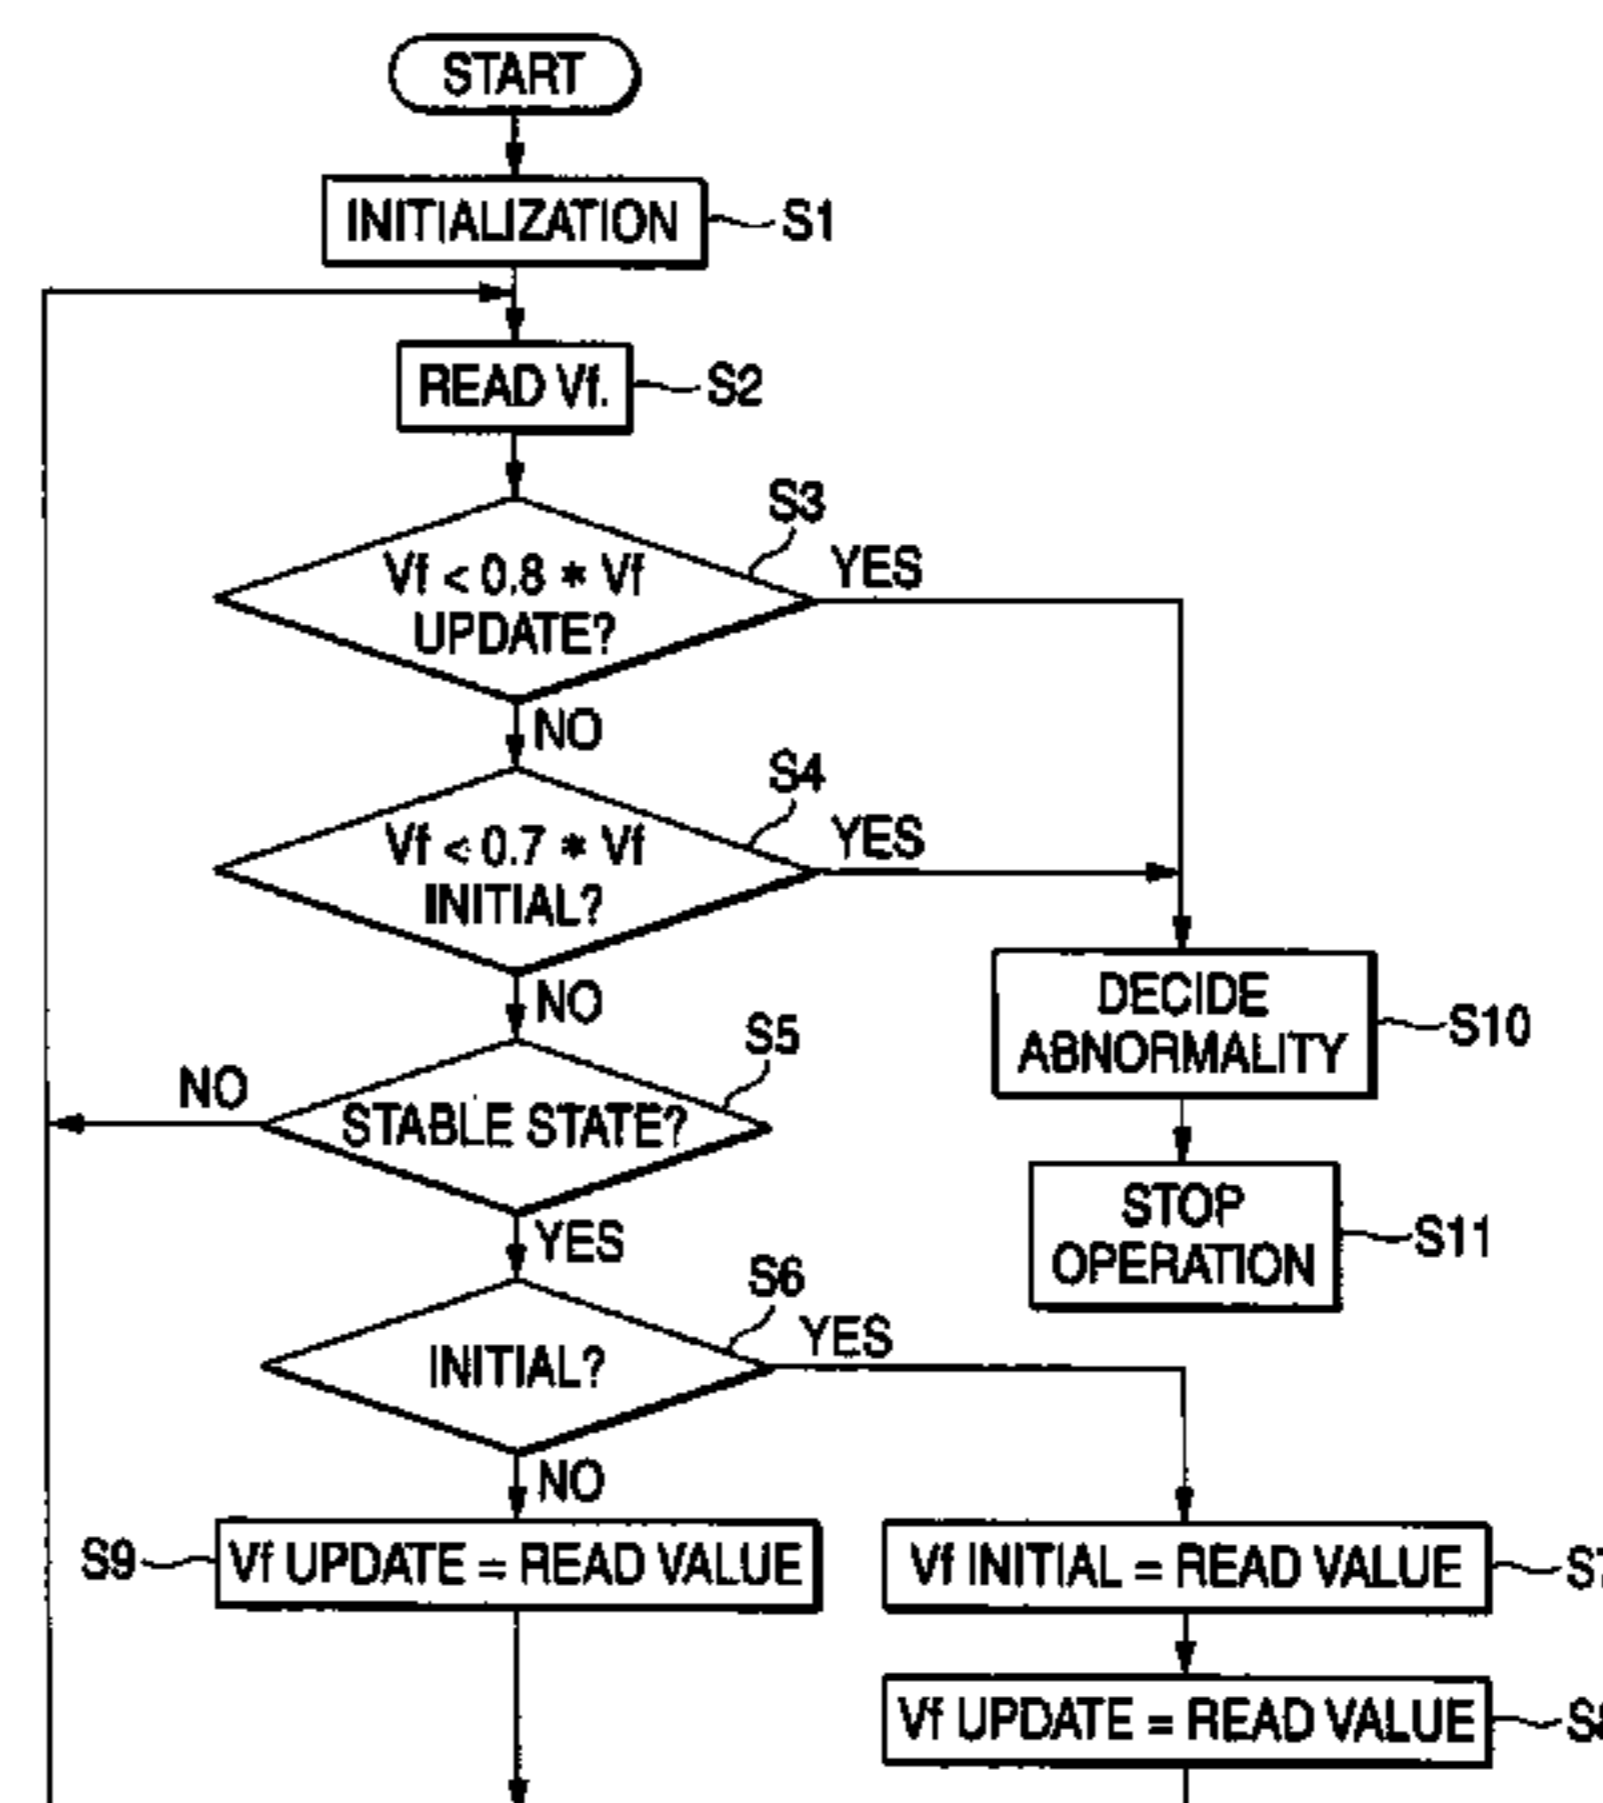 START
INITIALIZATION
S1
READ Vf.
S2
S3
Vf < 0.8 * Vf
UPDATE?
YES
NO
S4
Vf < 0.7 * Vf
INITIAL?
YES
NO
DECIDE
ABNORMALITY
S10
S5
STABLE STATE?
NO
YES
STOP
OPERATION
S11
S6
INITIAL?
YES
NO
S9
Vf UPDATE = READ VALUE
Vf INITIAL = READ VALUE
Vf UPDATE = READ VALUE